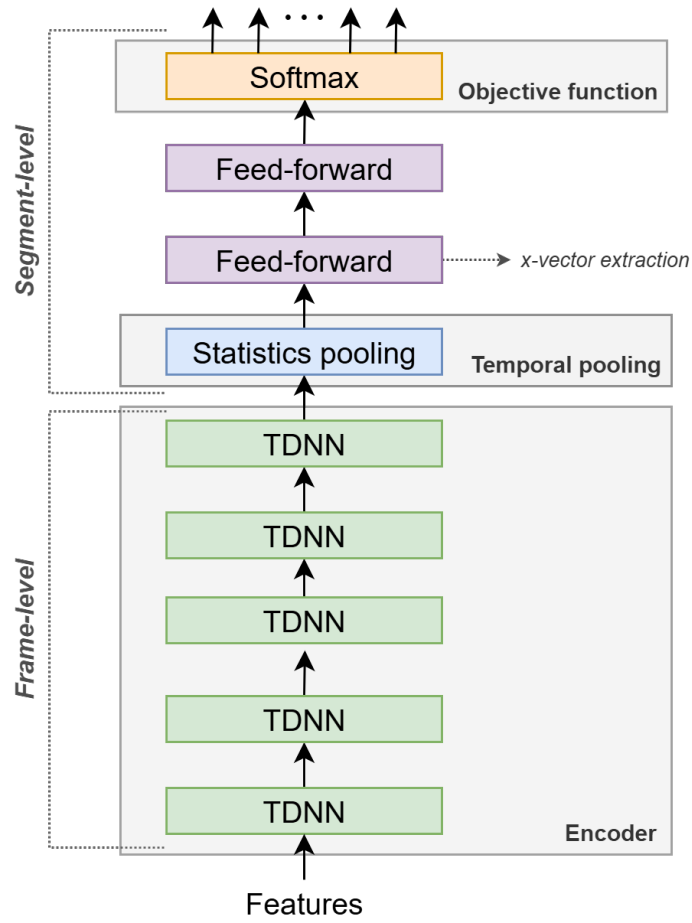 Softmax
Objective function
Feed-forward
Feed-forward
x-vector extraction
Segment-level
Statistics pooling
Temporal pooling
TDNN
TDNN
TDNN
Frame-level
TDNN
TDNN
Encoder
Features